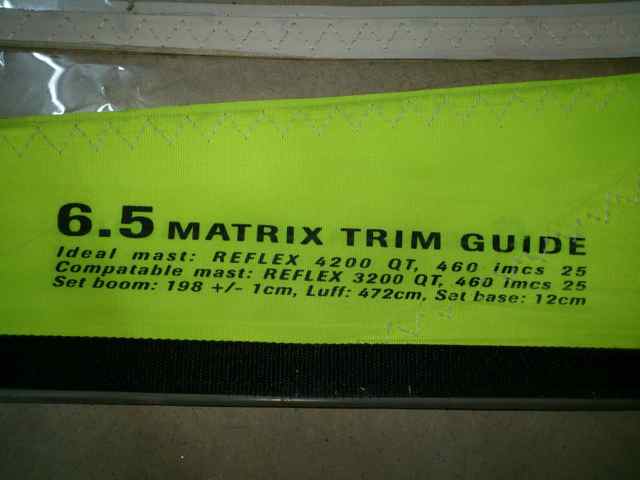 6.5 MATRIX TRIM GUIDE
Ideal mast: REFLEX 4200 QT, 460 imcs 25
Compatable mast: REFLEX 3200 QT, 460 imcs 25
Set boom: 198 +/- 1cm, Luff: 472cm, Set base: 12cm